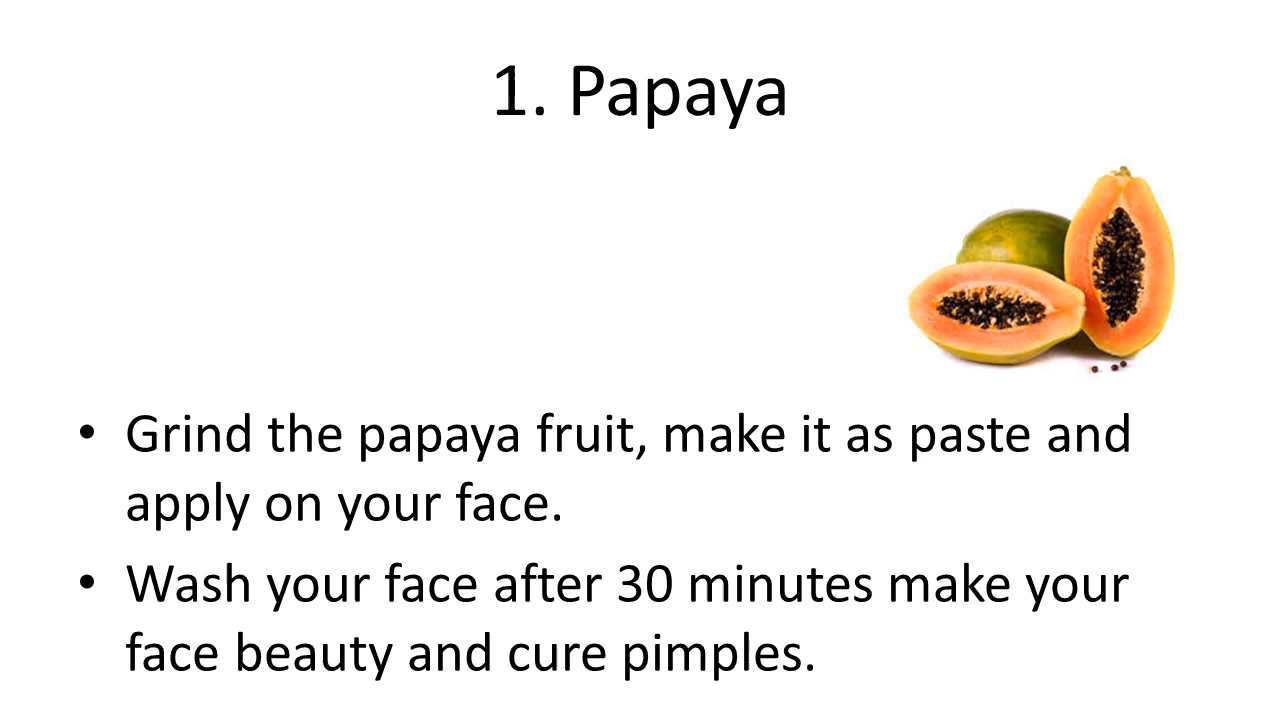 1. Papaya
• Grind the papaya fruit, make it as paste and
apply on your face.
• Wash your face after 30 minutes make your
face beauty and cure pimples.